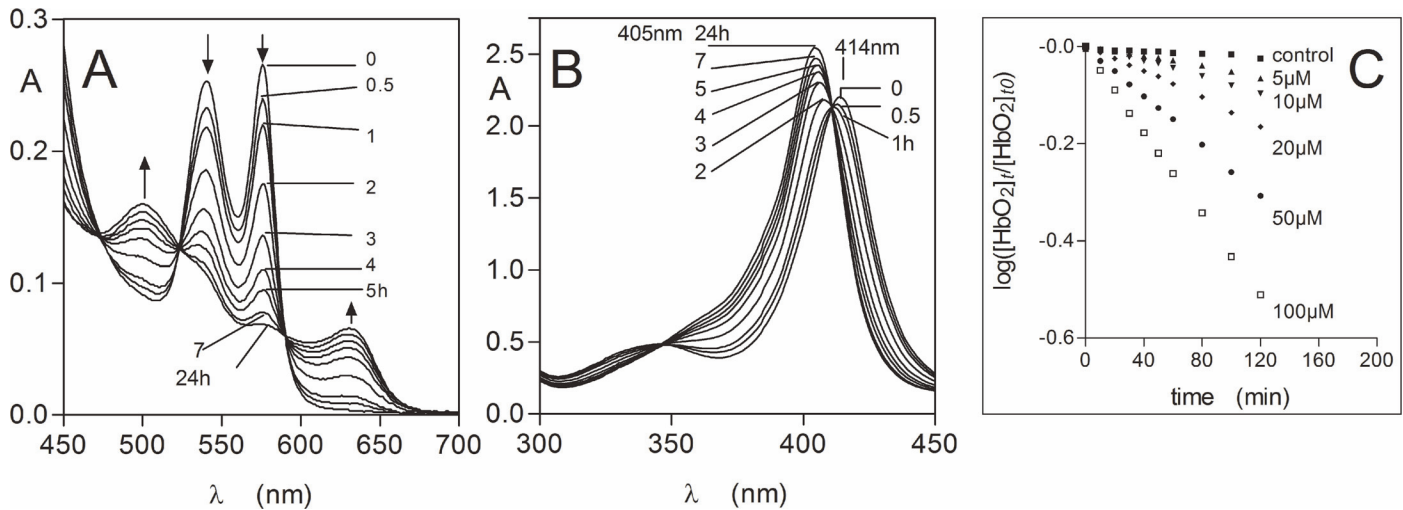 A
A
0.3
0.2
0.1
0.0
450 500 550 600 650 700
λ (nm)
0
0.5
1
2
3
4
5h
7
24h
B
A
2.5
2.0
1.5
1.0
0.5
0.0
300 350 400 450
λ (nm)
405nm 24h
7
5
4
3
2
414nm
0
0.5
1h
C
log([HbO2]t/[HbO2]t0)
-0.0
-0.2
-0.4
-0.6
0 40 80 120 160 200
time (min)
control
5µM
10µM
20µM
50µM
100µM